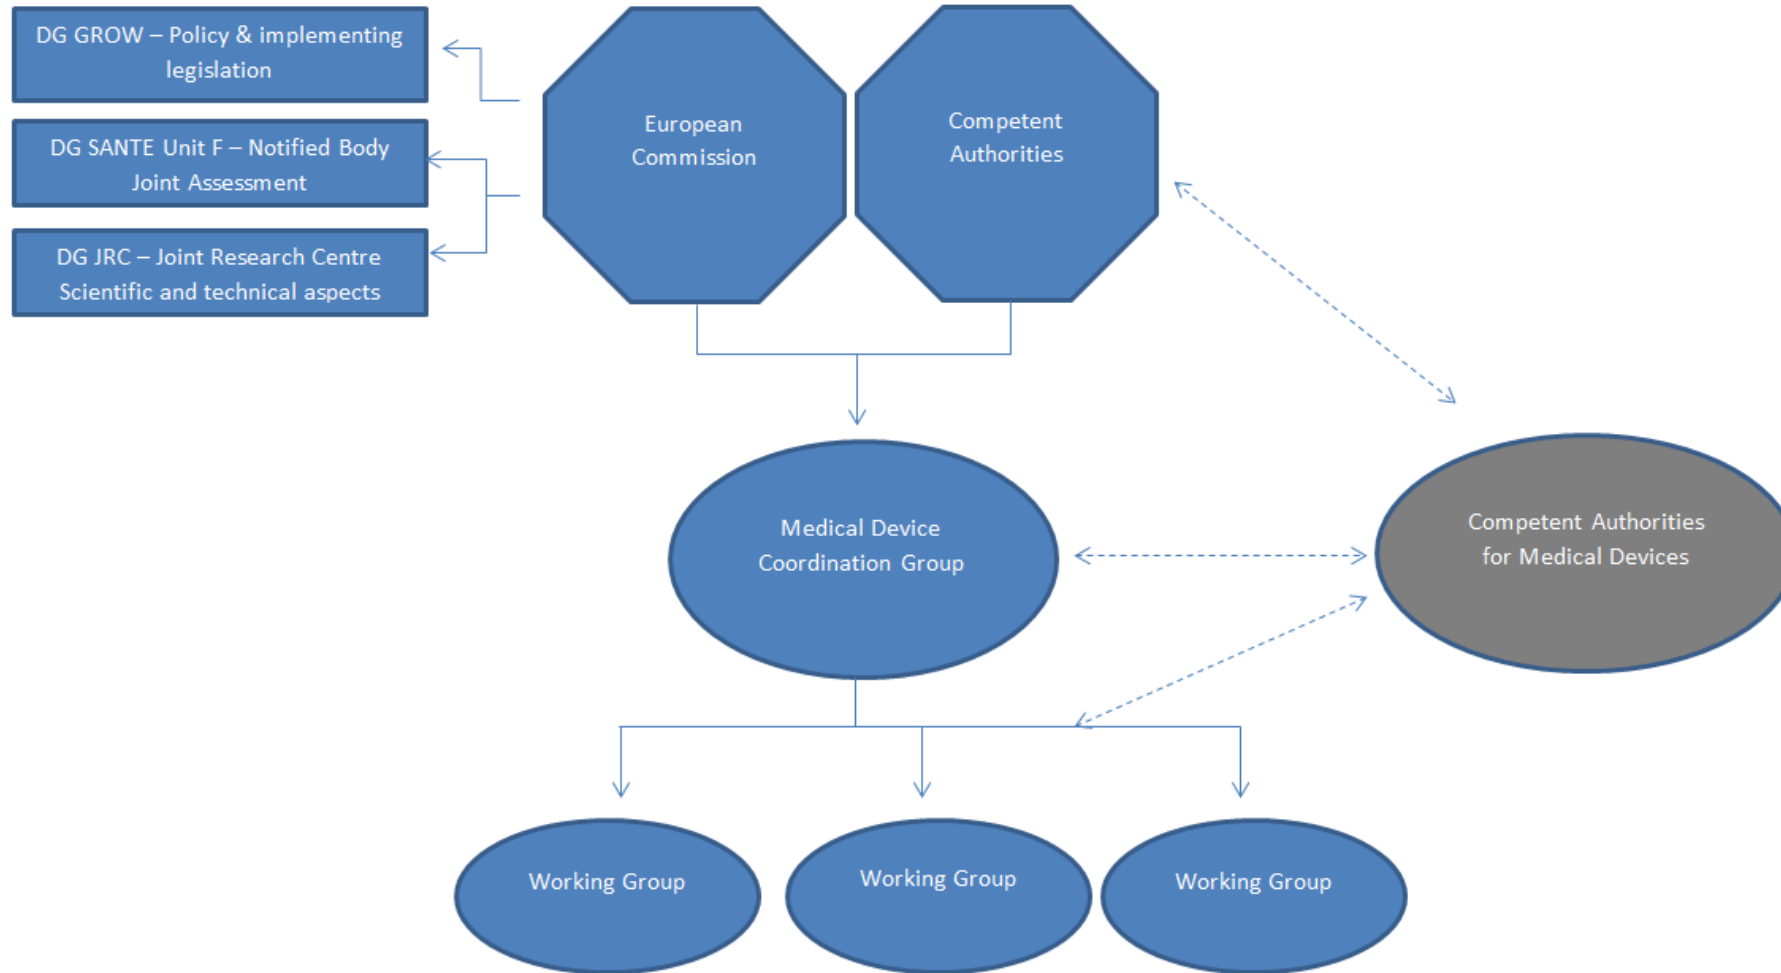 DG GROW – Policy & implementing
legislation
DG SANTE Unit F – Notified Body
Joint Assessment
DG JRC – Joint Research Centre
Scientific and technical aspects
European
Commission
Competent
Authorities
Medical Device
Coordination Group
Competent Authorities
for Medical Devices
Working Group
Working Group
Working Group